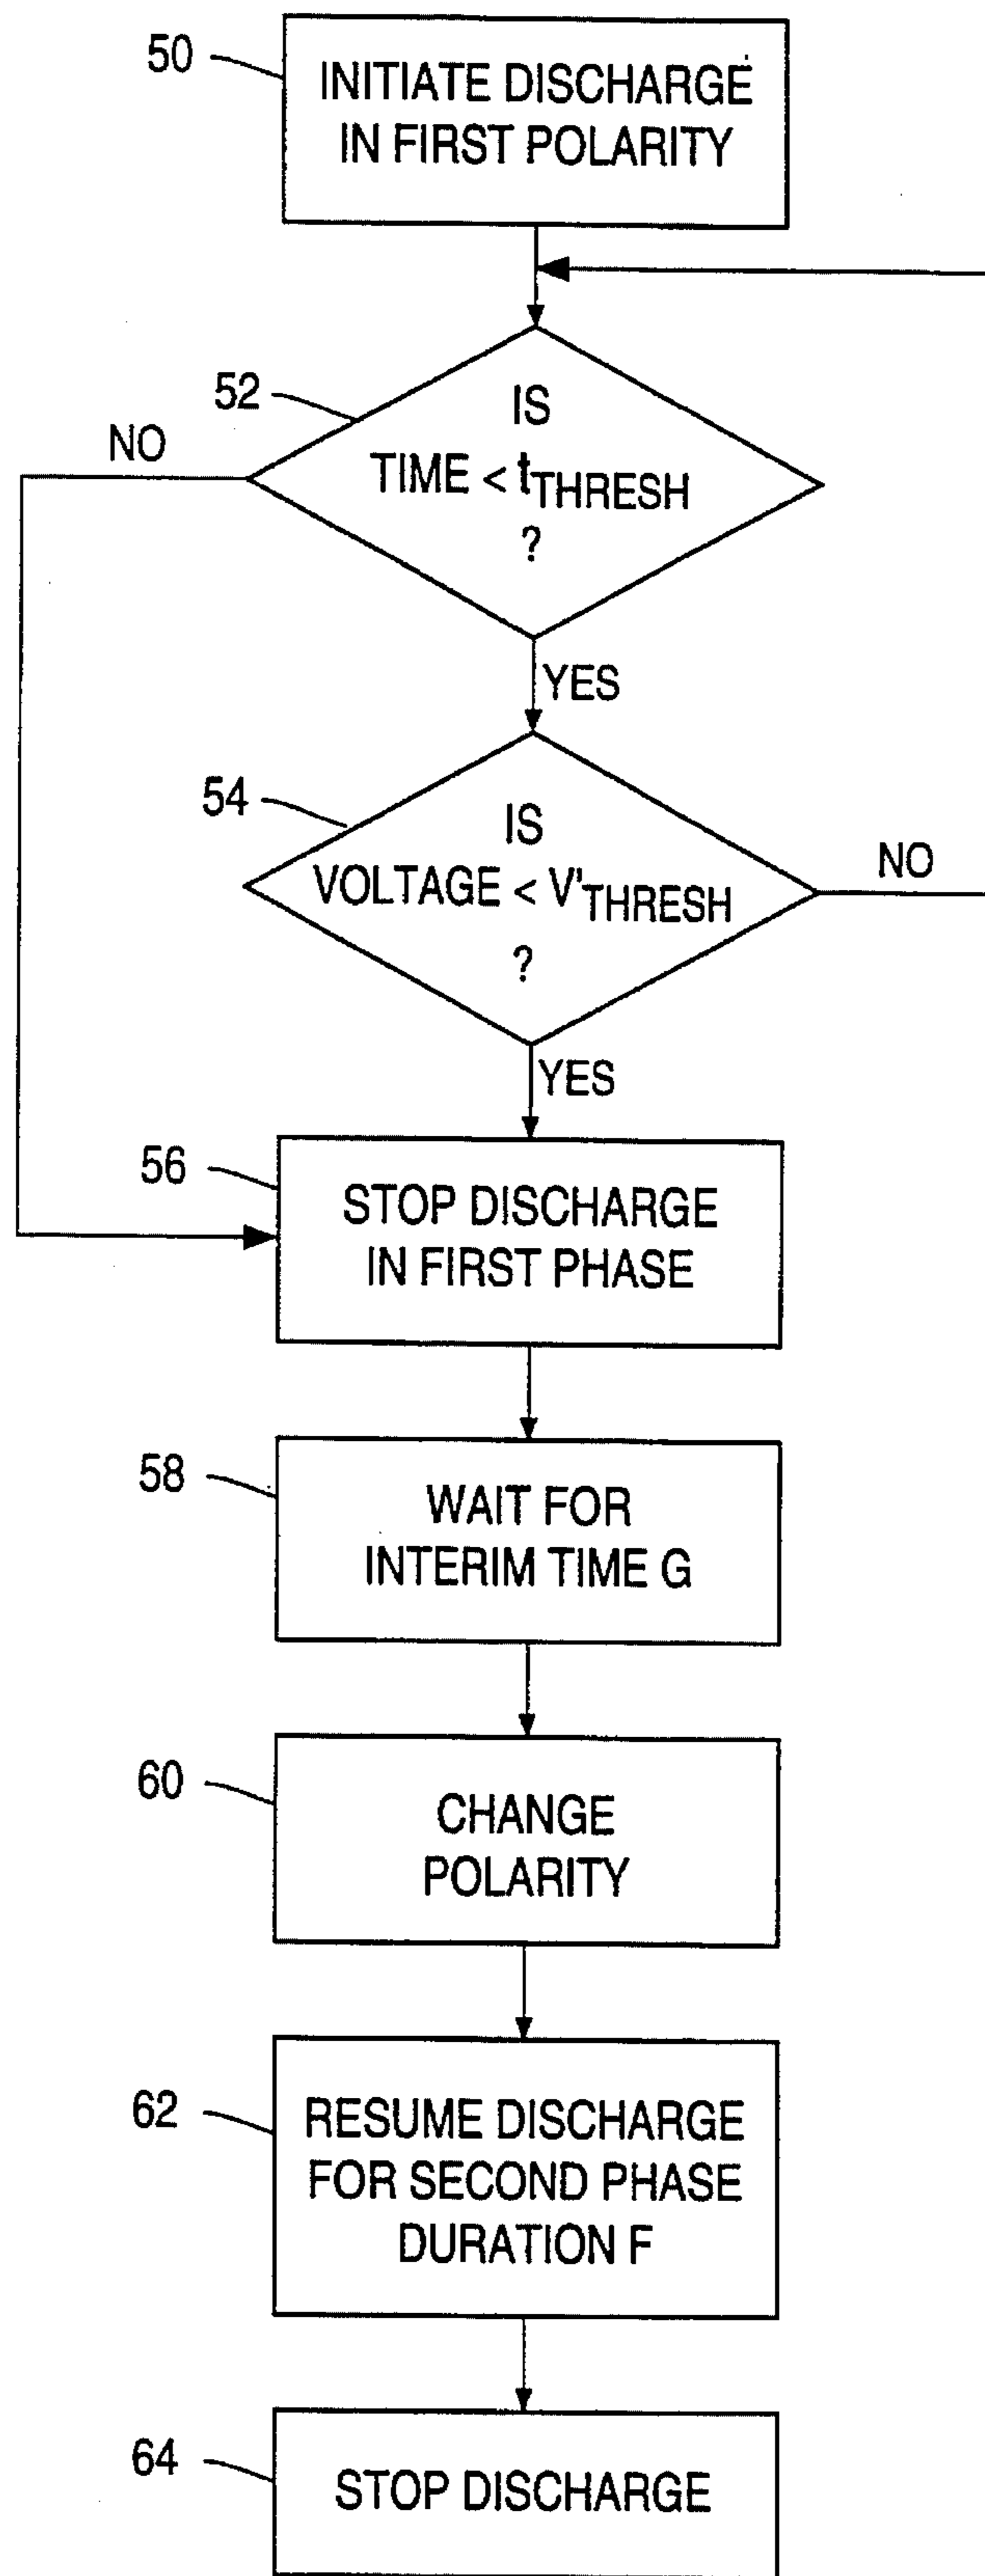 50
INITIATE DISCHARGE
IN FIRST POLARITY
52
IS
NO
TIME < tTHRESH
?
YES
54
IS
VOLTAGE < V'THRESH
NO
?
YES
56
STOP DISCHARGE
IN FIRST PHASE
58
WAIT FOR
INTERIM TIME G
60
CHANGE
POLARITY
62
RESUME DISCHARGE
FOR SECOND PHASE
DURATION F
64
STOP DISCHARGE